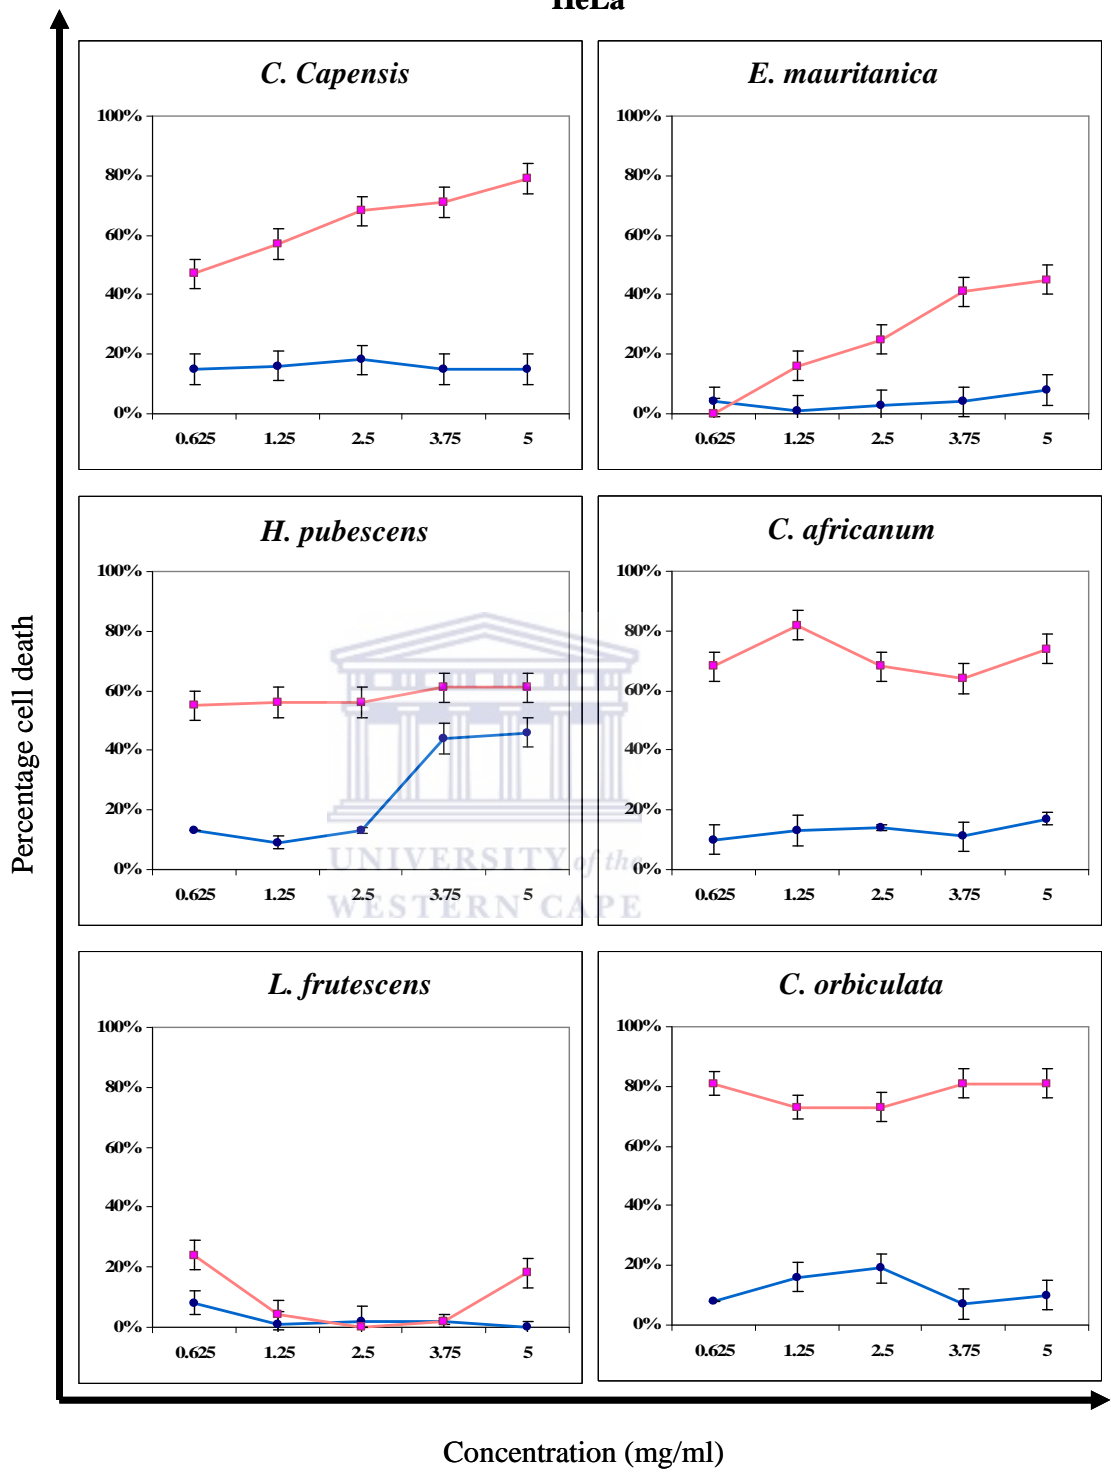 HeLa
C. Capensis
100%
80%
60%
40%
20%
0%
0.625 1.25 2.5 3.75 5
E. mauritanica
100%
80%
60%
40%
20%
0%
0.625 1.25 2.5 3.75 5
H. pubescens
100%
80%
60%
40%
20%
0%
0.625 1.25 2.5 3.75 5
C. africanum
100%
80%
60%
40%
20%
0%
0.625 1.25 2.5 3.75 5
UNIVERSITY of the
WESTERN CAPE
L. frutescens
100%
80%
60%
40%
20%
0%
0.625 1.25 2.5 3.75 5
C. orbiculata
100%
80%
60%
40%
20%
0%
0.625 1.25 2.5 3.75 5
Percentage cell death
Concentration (mg/ml)